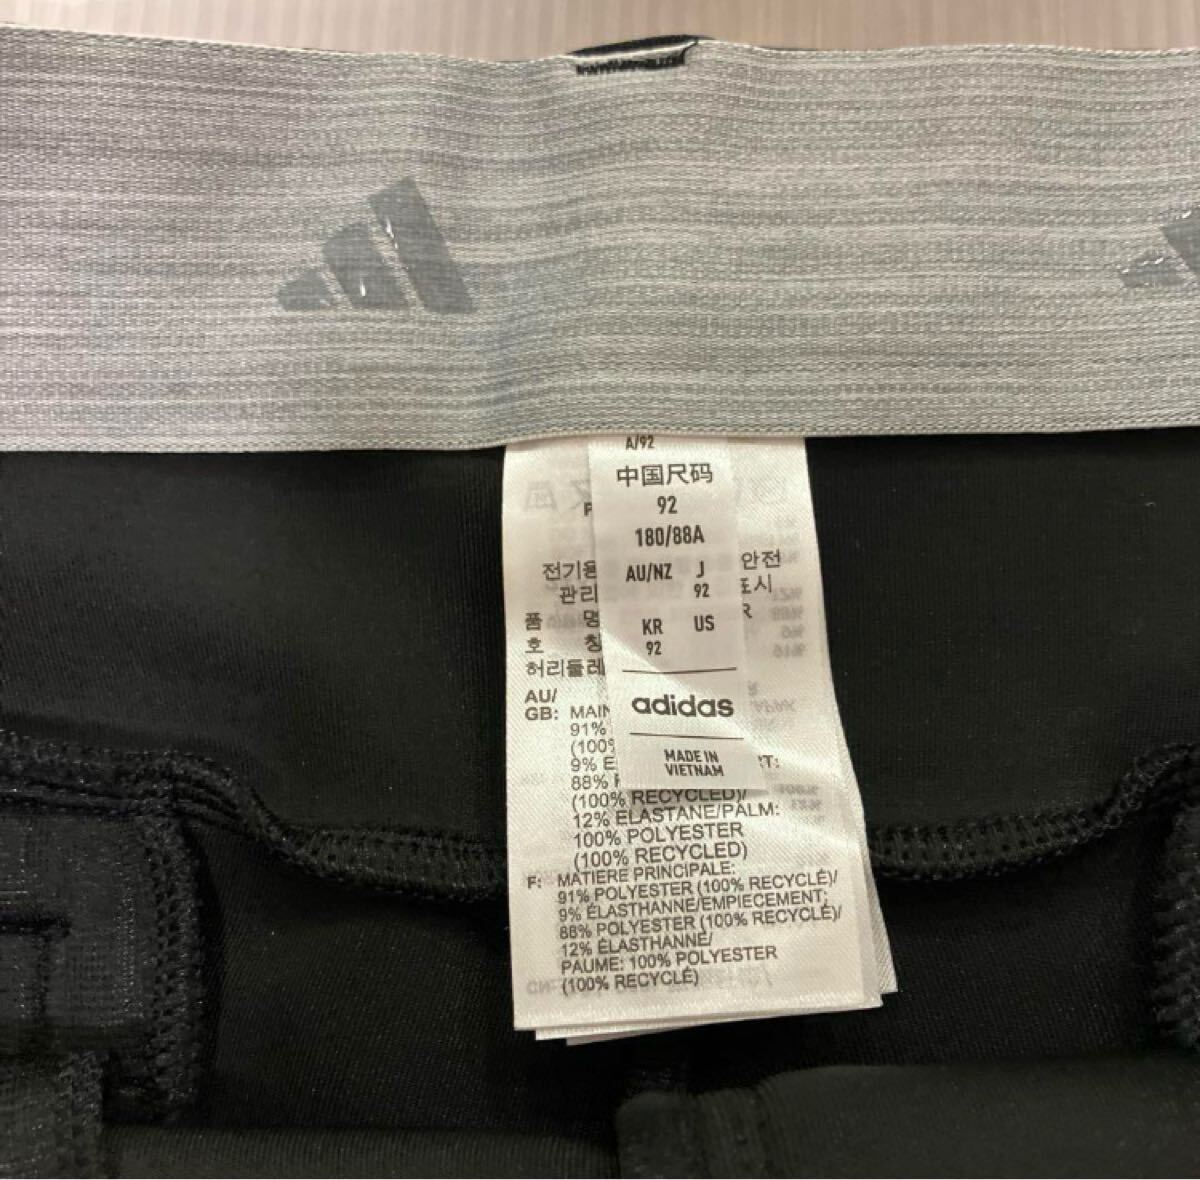 A/92
中国尺码
92
180/88A
AU/NZ J
92
KR US
92
adidas
MADE IN
VIETNAM
전기용 안전
관리 표시
품 명
호 칭
허리둘레
AU/
GB: MAIN
91%
(100%
9% E
88%
(100% RECYCLED)/
12% ELASTANE/PALM:
100% POLYESTER
(100% RECYCLED)
F: MATIERE PRINCIPALE:
91% POLYESTER (100% RECYCLÉ)/
9% ÉLASTHANNE/EMPIECEMENT:
88% POLYESTER (100% RECYCLÉ)/
12% ÉLASTHANNE/
PAUME: 100% POLYESTER
(100% RECYCLÉ)